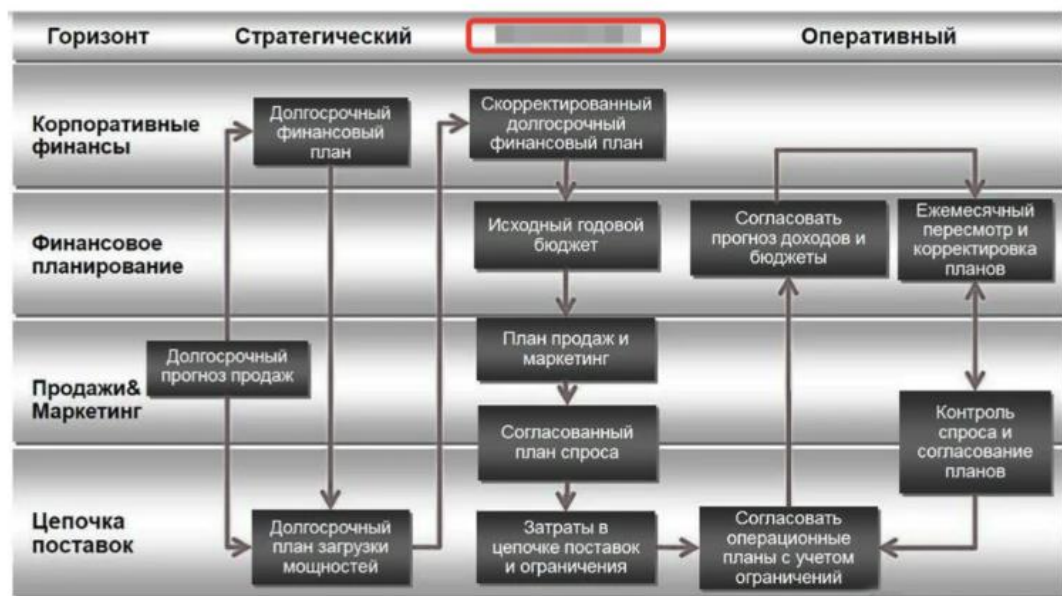 Горизонт
Стратегический
Оперативный
Корпоративные
финансы
Долгосрочный
финансовый
план
Скорректированный
долгосрочный
финансовый план
Финансовое
планирование
Исходный годовой
бюджет
Согласовать
прогноз доходов и
бюджеты
Ежемесячный
пересмотр и
корректировка
планов
Продажи&
Маркетинг
Долгосрочный
прогноз продаж
План продаж и
маркетинг
Согласованный
план спроса
Контроль
спроса и
согласование
планов
Цепочка
поставок
Долгосрочный
план загрузки
мощностей
Затраты в
цепочке поставок
и ограничения
Согласовать
операционные
планы с учетом
ограничений